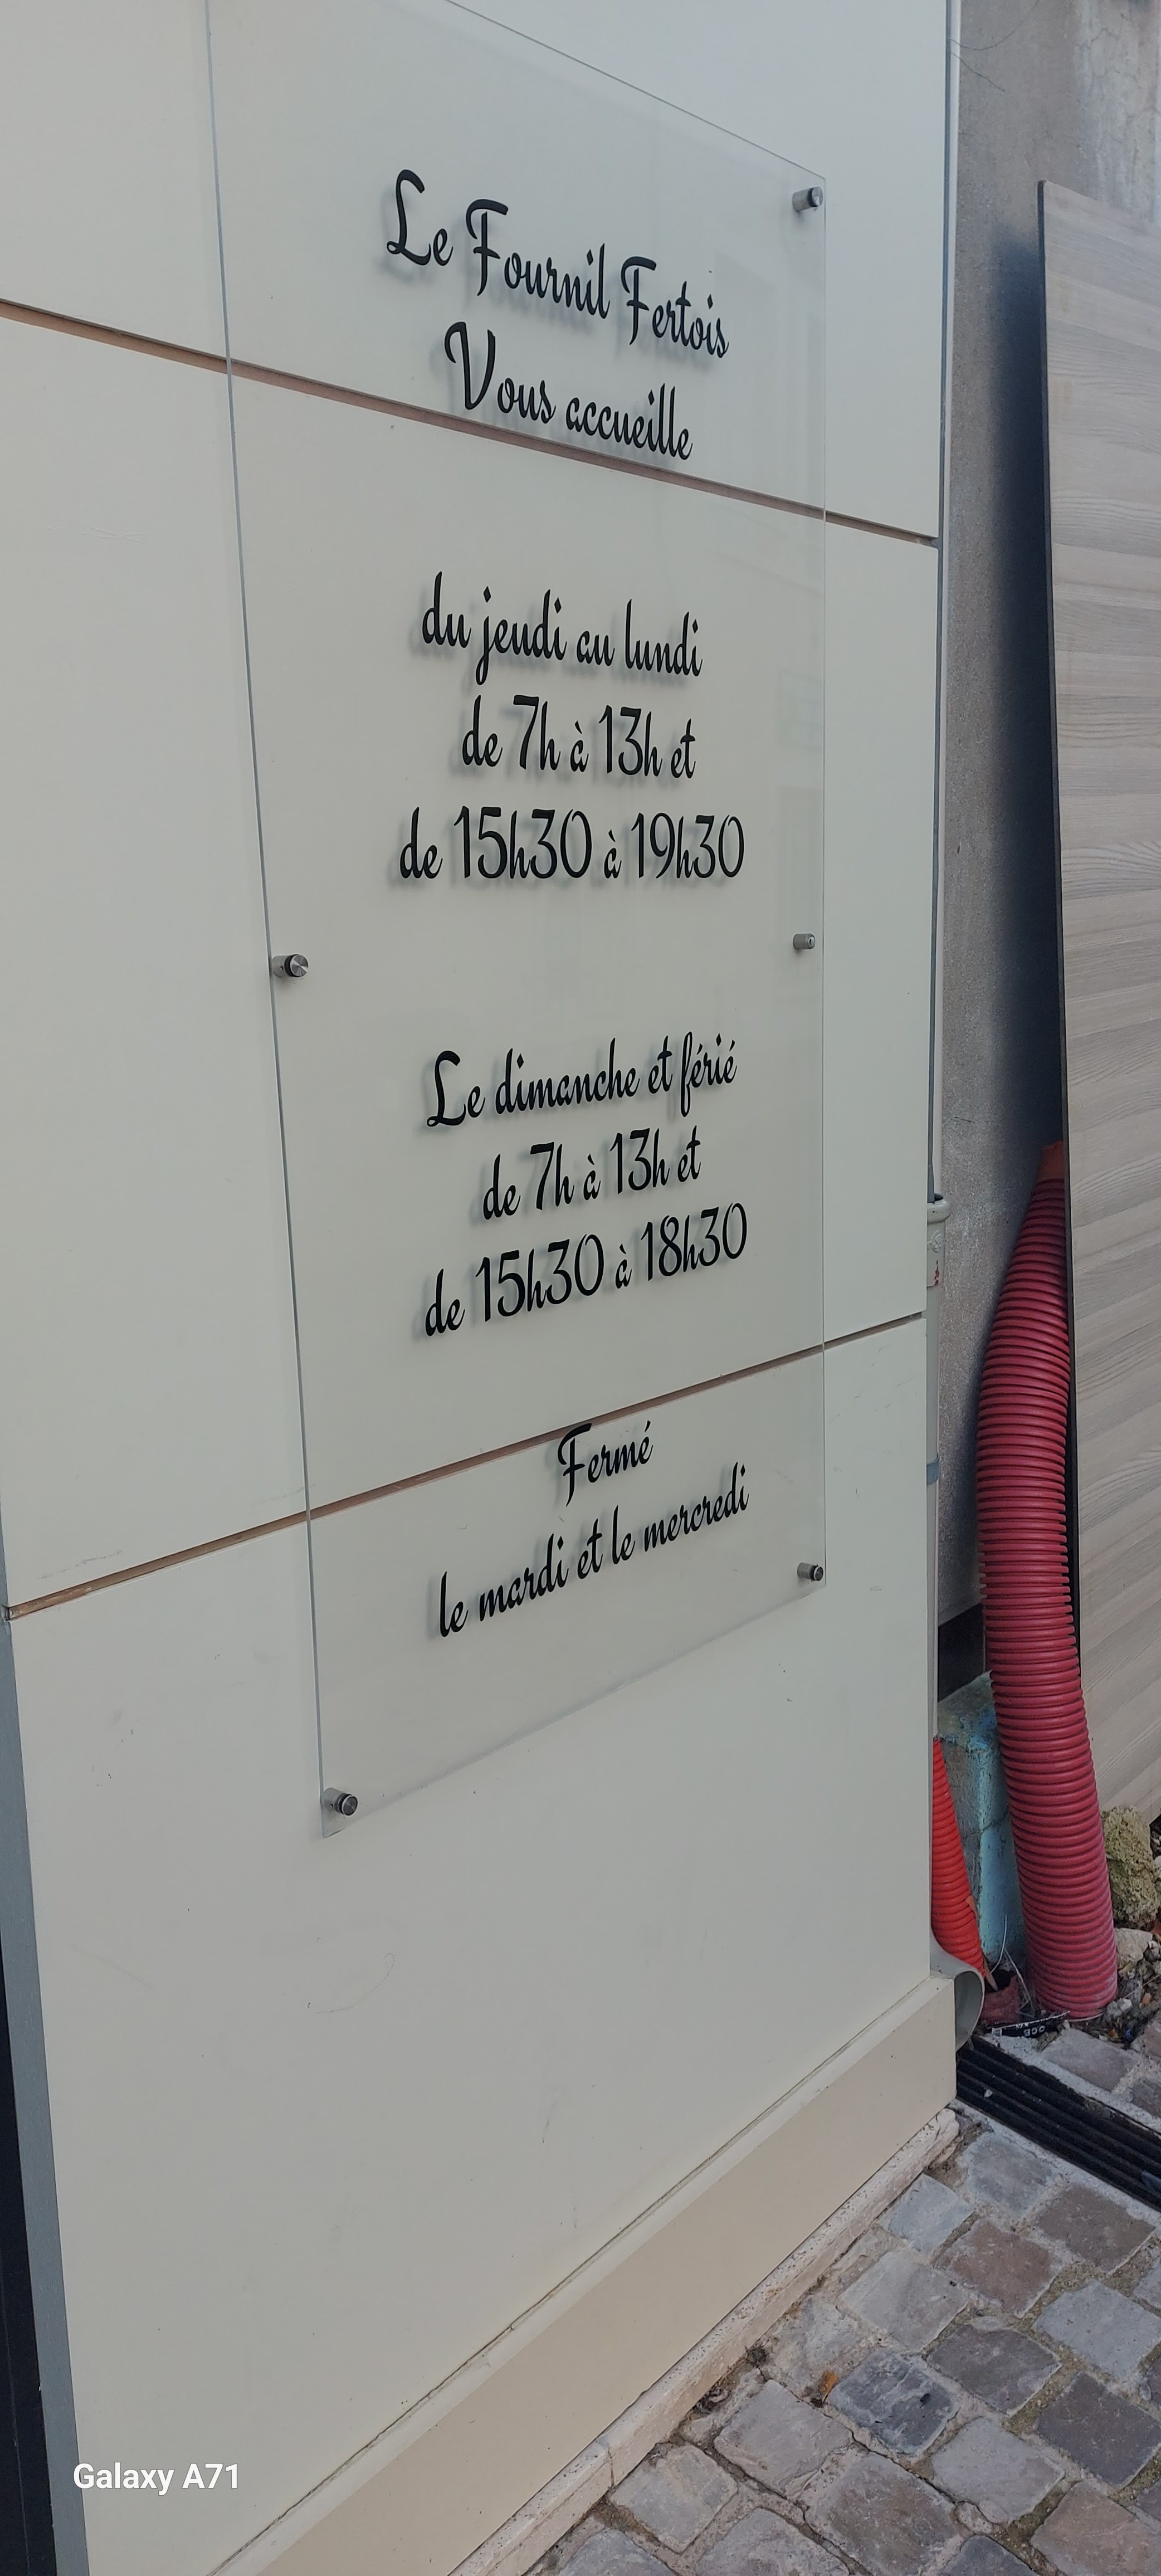 Le Fournil Fertois
Vous accueille
du jeudi au lundi
de 7h à 13h et
de 15h30 à 19h30
Le dimanche et férié
de 7h à 13h et
de 15h30 à 18h30
Fermé
le mardi et le mercredi
Galaxy A71